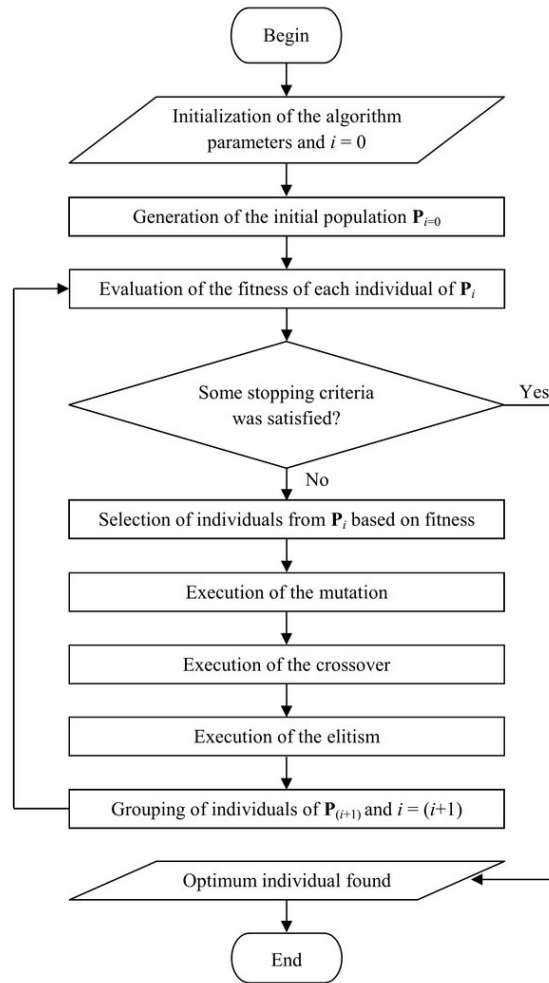 Begin
Initialization of the algorithm
parameters and i = 0
Generation of the initial population P_{i=0}
Evaluation of the fitness of each individual of P_i
Some stopping criteria
was satisfied?
Yes
No
Selection of individuals from P_i based on fitness
Execution of the mutation
Execution of the crossover
Execution of the elitism
Grouping of individuals of P_{(i+1)} and i = (i+1)
Optimum individual found
End